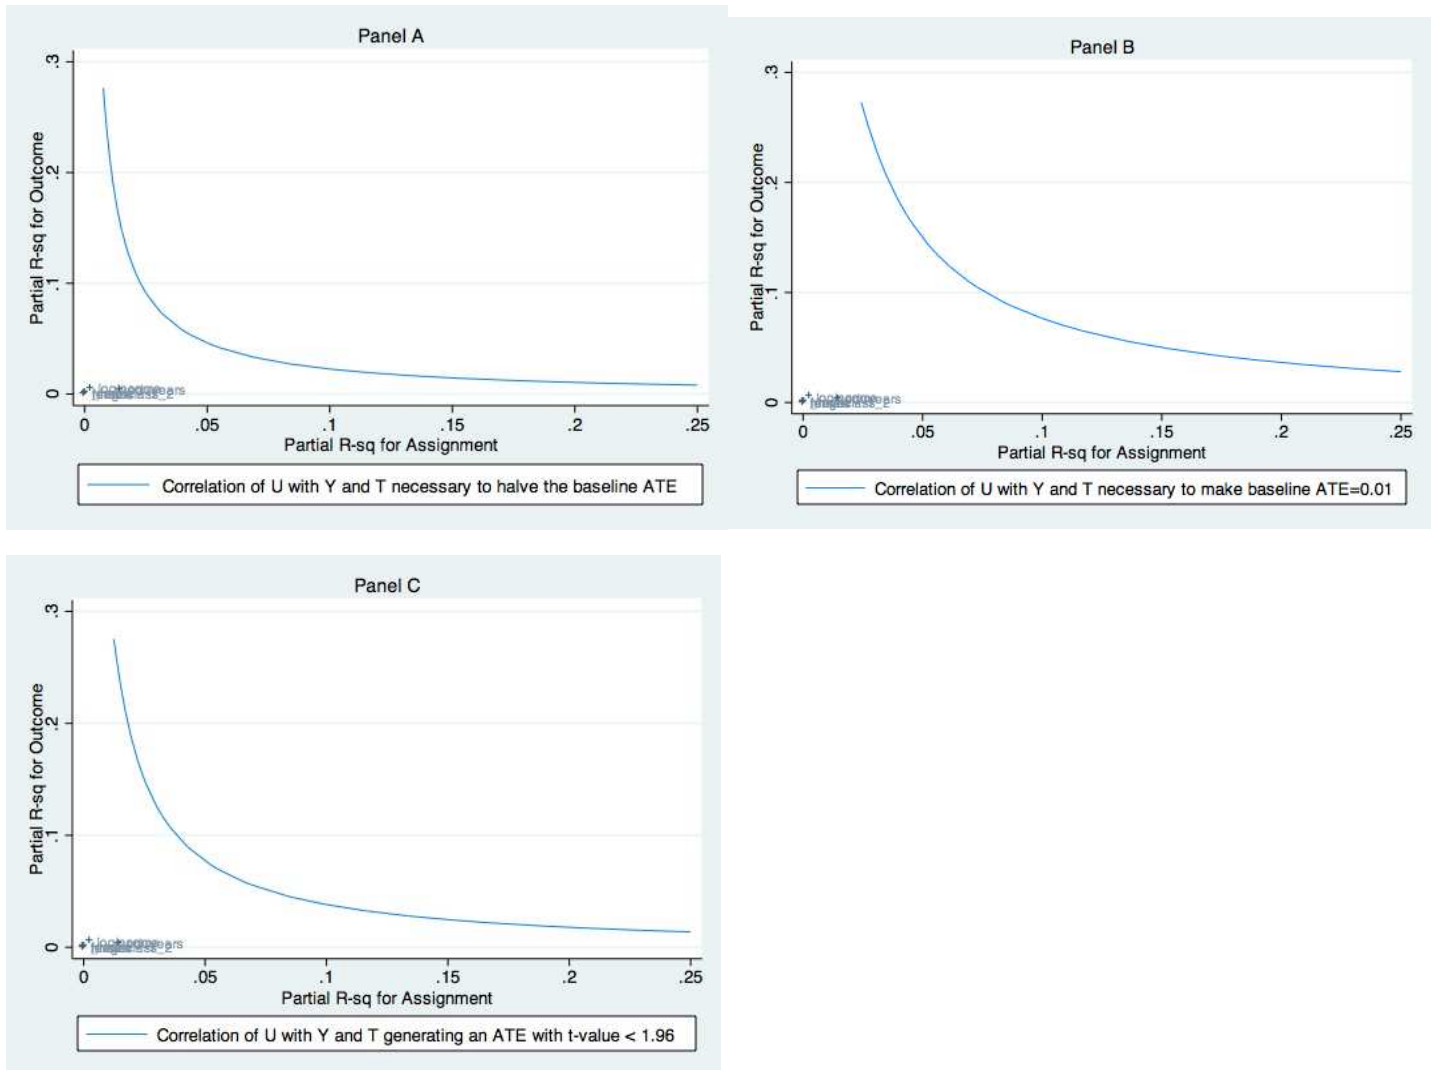 Panel A
.3
.2
.1
0
Partial R-sq for Outcome
0 .05 .1 .15 .2 .25
Partial R-sq for Assignment
Correlation of U with Y and T necessary to halve the baseline ATE
Panel B
.3
.2
.1
0
Partial R-sq for Outcome
0 .05 .1 .15 .2 .25
Partial R-sq for Assignment
Correlation of U with Y and T necessary to make baseline ATE=0.01
Panel C
.3
.2
.1
0
Partial R-sq for Outcome
0 .05 .1 .15 .2 .25
Partial R-sq for Assignment
Correlation of U with Y and T generating an ATE with t-value < 1.96